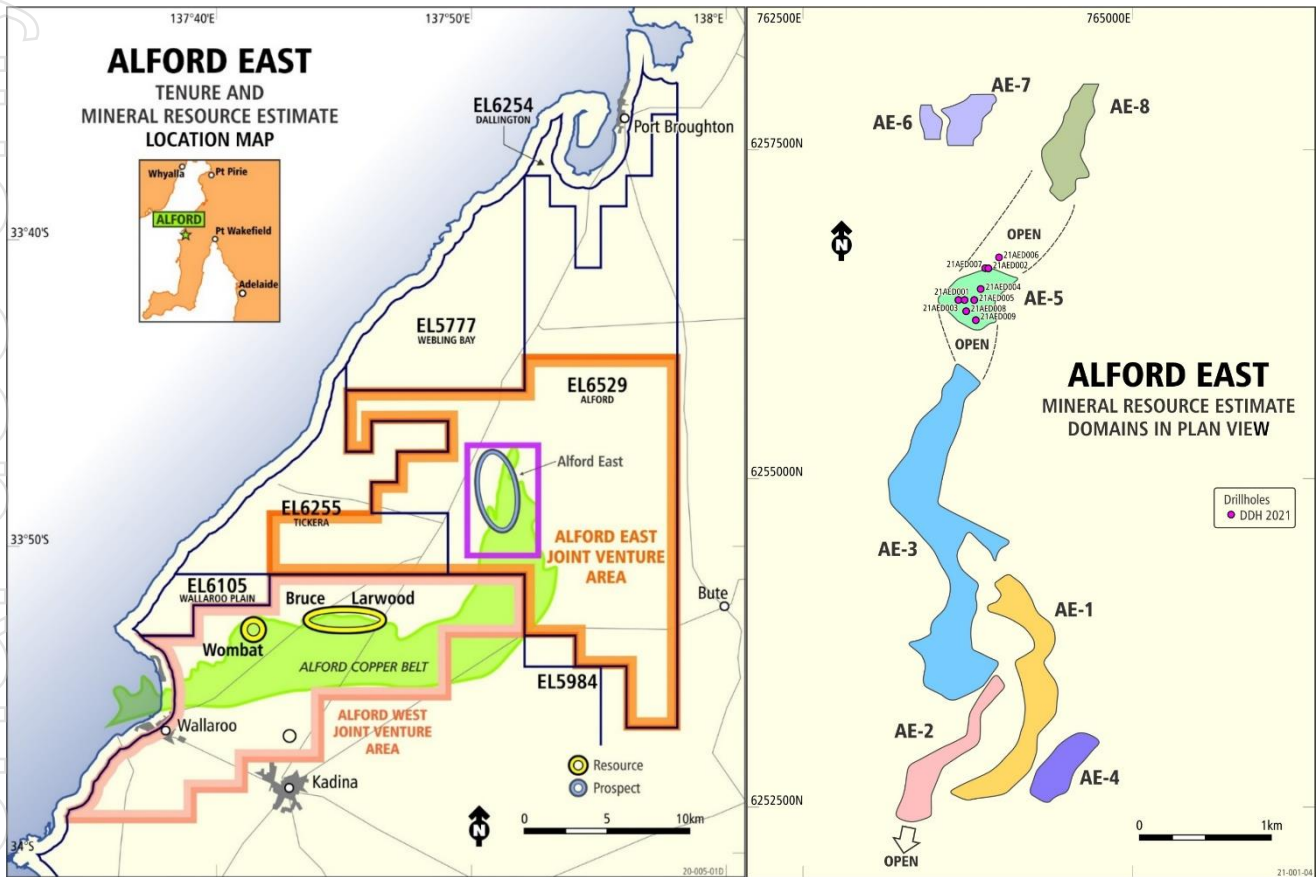 137°40'E
137°50'E
138°E
ALFORD EAST
TENURE AND
MINERAL RESOURCE ESTIMATE
LOCATION MAP
Whyalla
Pt Pirie
ALFORD
Pt Wakefield
Adelaide
EL6254
DALLINGTON
Port Broughton
33°40'S
EL5777
WEBLING BAY
EL6529
ALFORD
Alford East
EL6255
TICKERA
33°50'S
ALFORD EAST
JOINT VENTURE
AREA
EL6105
WALLAROO PLAIN
Bruce
Larwood
Bute
Wombat
ALFORD COPPER BELT
EL5984
Wallaroo
ALFORD WEST
JOINT VENTURE
AREA
Resource
Prospect
Kadina
N
0 5 10km
34°S
20-005-01D
762500E
765000E
AE-7
AE-6
AE-8
6257500N
N
OPEN
21AED006
21AED007
21AED002
21AED004
21AED001
21AED005
AE-5
21AED003
21AED008
21AED009
OPEN
ALFORD EAST
MINERAL RESOURCE ESTIMATE
DOMAINS IN PLAN VIEW
6255000N
Drillholes
DDH 2021
AE-3
AE-1
AE-2
AE-4
6252500N
0 1km
OPEN
21-001-04